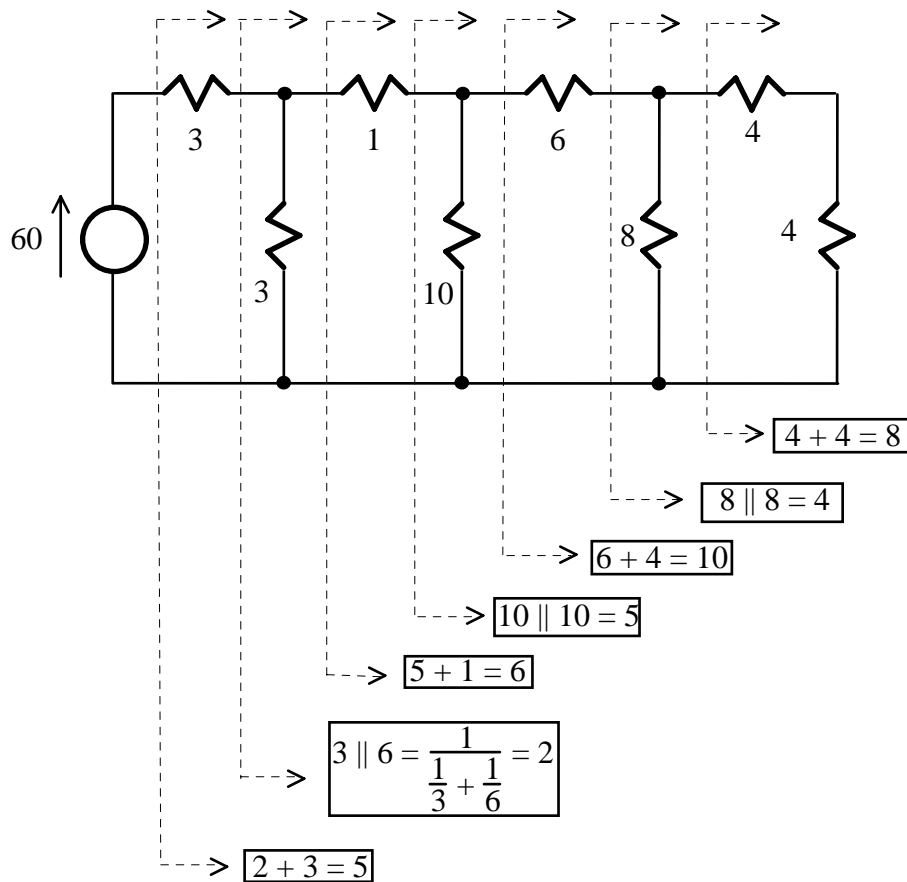 3
1
6
4
60
3
10
8
4
4 + 4 = 8
8 || 8 = 4
6 + 4 = 10
10 || 10 = 5
5 + 1 = 6
3 || 6 = 1 / (1/3 + 1/6) = 2
2 + 3 = 5